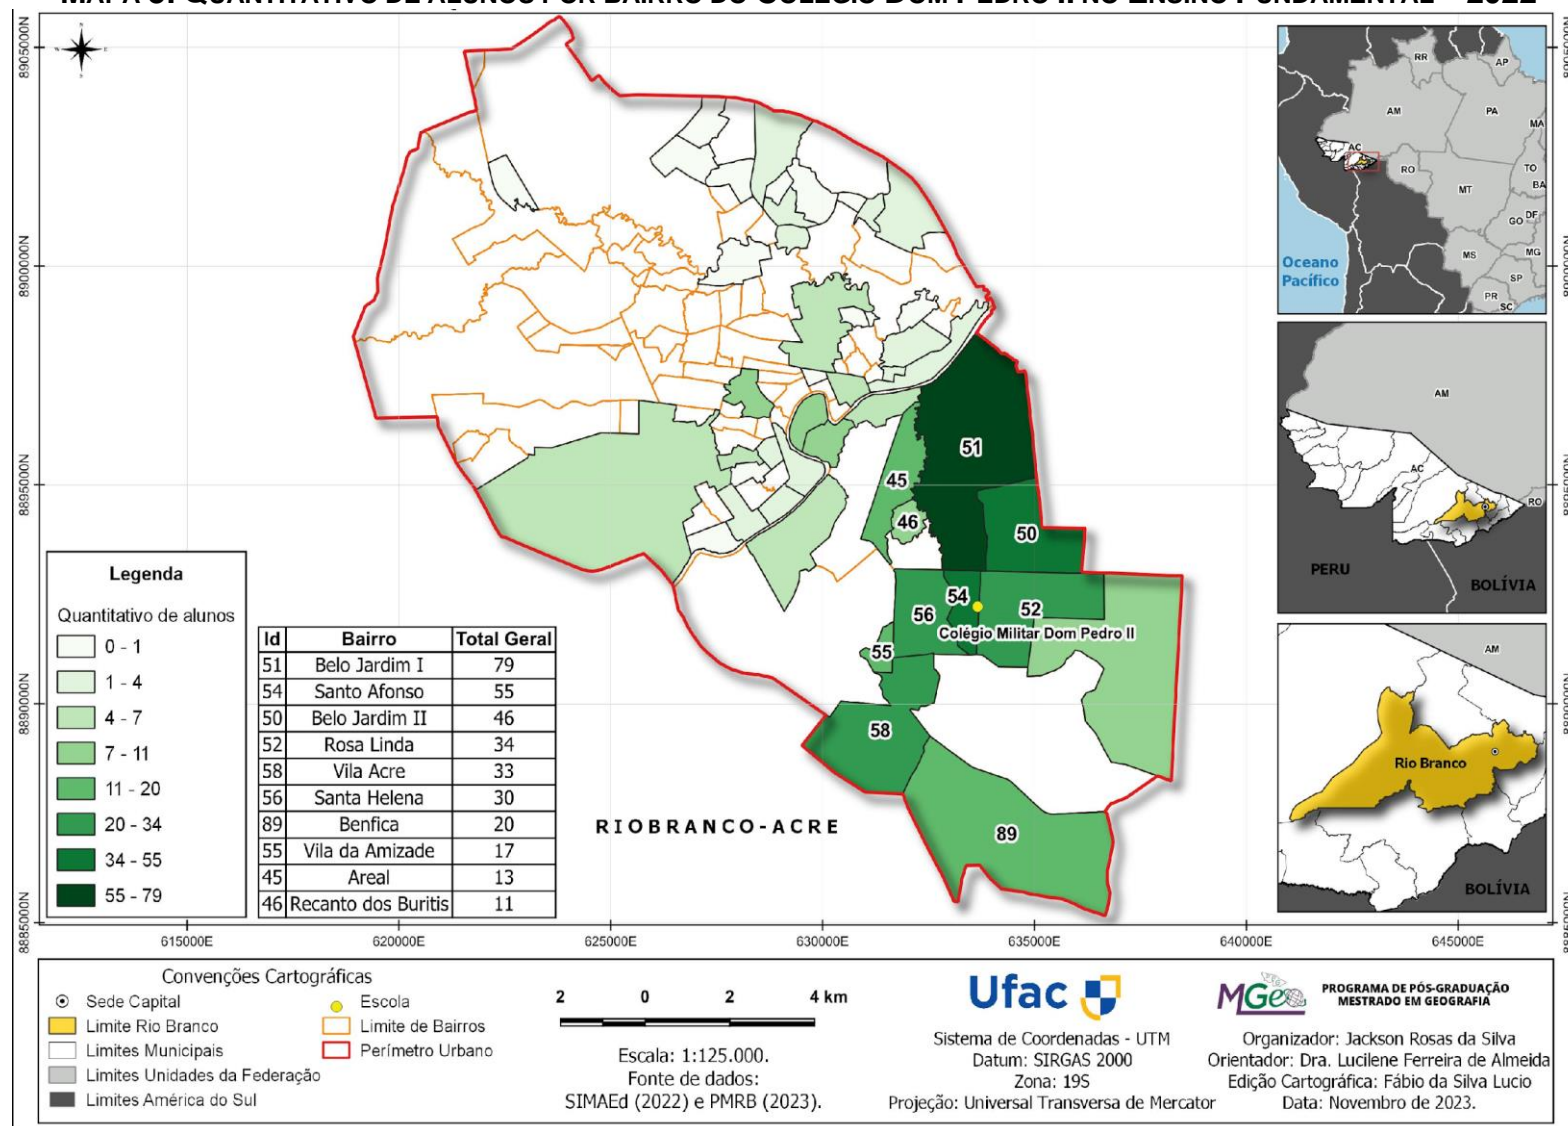 MAPA 3: QUANTITATIVO DE ALUNOS POR BAIRRO DO COLÉGIO DOM PEDRO II NO ENSINO FUNDAMENTAL - 2022
8905000N
8900000N
8895000N
8890000N
8885000N
615000E
620000E
625000E
630000E
635000E
640000E
645000E
8905000N
8900000N
8895000N
8890000N
8885000N
51
45
46
50
54
52
56
Colégio Militar Dom Pedro II
55
58
89
RIOBRANCO-ACRE
Legenda
Quantitativo de alunos
0 - 1
1 - 4
4 - 7
7 - 11
11 - 20
20 - 34
34 - 55
55 - 79
Id Bairro Total Geral
51 Belo Jardim I 79
54 Santo Afonso 55
50 Belo Jardim II 46
52 Rosa Linda 34
58 Vila Acre 33
56 Santa Helena 30
89 Benfica 20
55 Vila da Amizade 17
45 Areal 13
46 Recanto dos Buritis 11
RR
AP
AM
PA
MA
AC
RO
TO
BA
MT
GO
DF
MG
MS
SP
PR
SC
Oceano
Pacífico
AM
AC
RO
PERU
BOLÍVIA
AM
Rio Branco
BOLÍVIA
Convenções Cartográficas
Sede Capital
Limite Rio Branco
Limites Municipais
Limites Unidades da Federação
Limites América do Sul
Escola
Limite de Bairros
Perímetro Urbano
2 0 2 4 km
Escala: 1:125.000.
Fonte de dados:
SIMAEd (2022) e PMRB (2023).
Ufac
Sistema de Coordenadas - UTM
Datum: SIRGAS 2000
Zona: 19S
Projeção: Universal Transversa de Mercator
MGeo
PROGRAMA DE PÓS-GRADUAÇÃO
MESTRADO EM GEOGRAFIA
Organizador: Jackson Rosas da Silva
Orientador: Dra. Lucilene Ferreira de Almeida
Edição Cartográfica: Fábio da Silva Lucio
Data: Novembro de 2023.